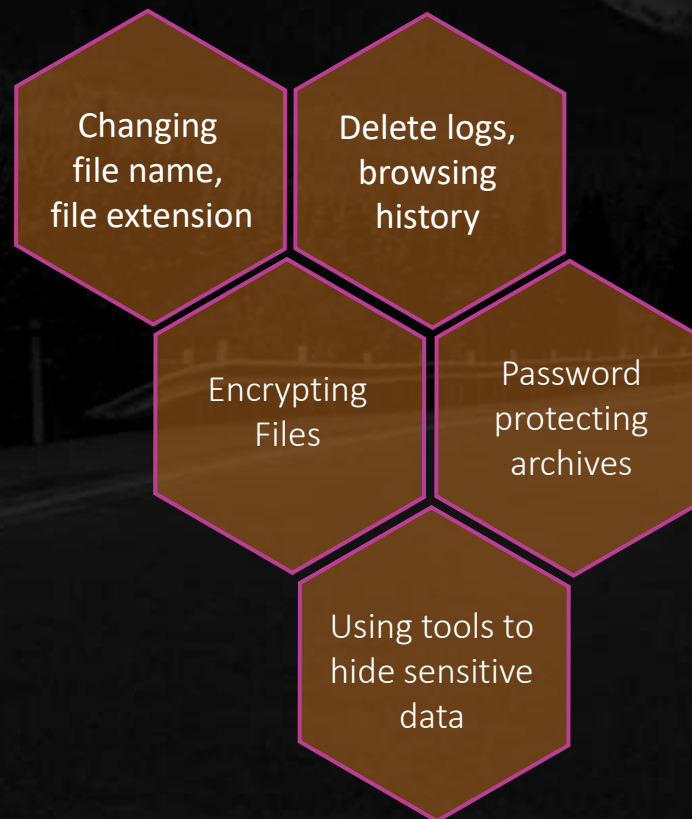 Changing
file name,
file extension
Delete logs,
browsing
history
Encrypting
Files
Password
protecting
archives
Using tools to
hide sensitive
data